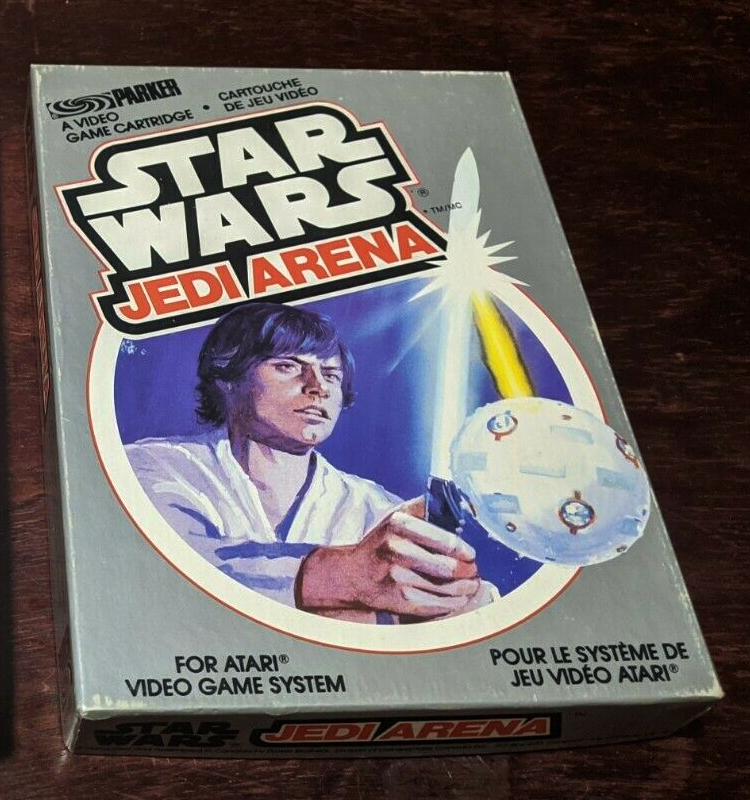 PARKER
A VIDEO
GAME CARTRIDGE
•
CARTOUCHE
DE JEU VIDÉO
STAR
WARS®
• TM/MC
JEDI ARENA
FOR ATARI®
VIDEO GAME SYSTEM
POUR LE SYSTÈME DE
JEU VIDÉO ATARI®
STAR
WARS
JEDI ARENA